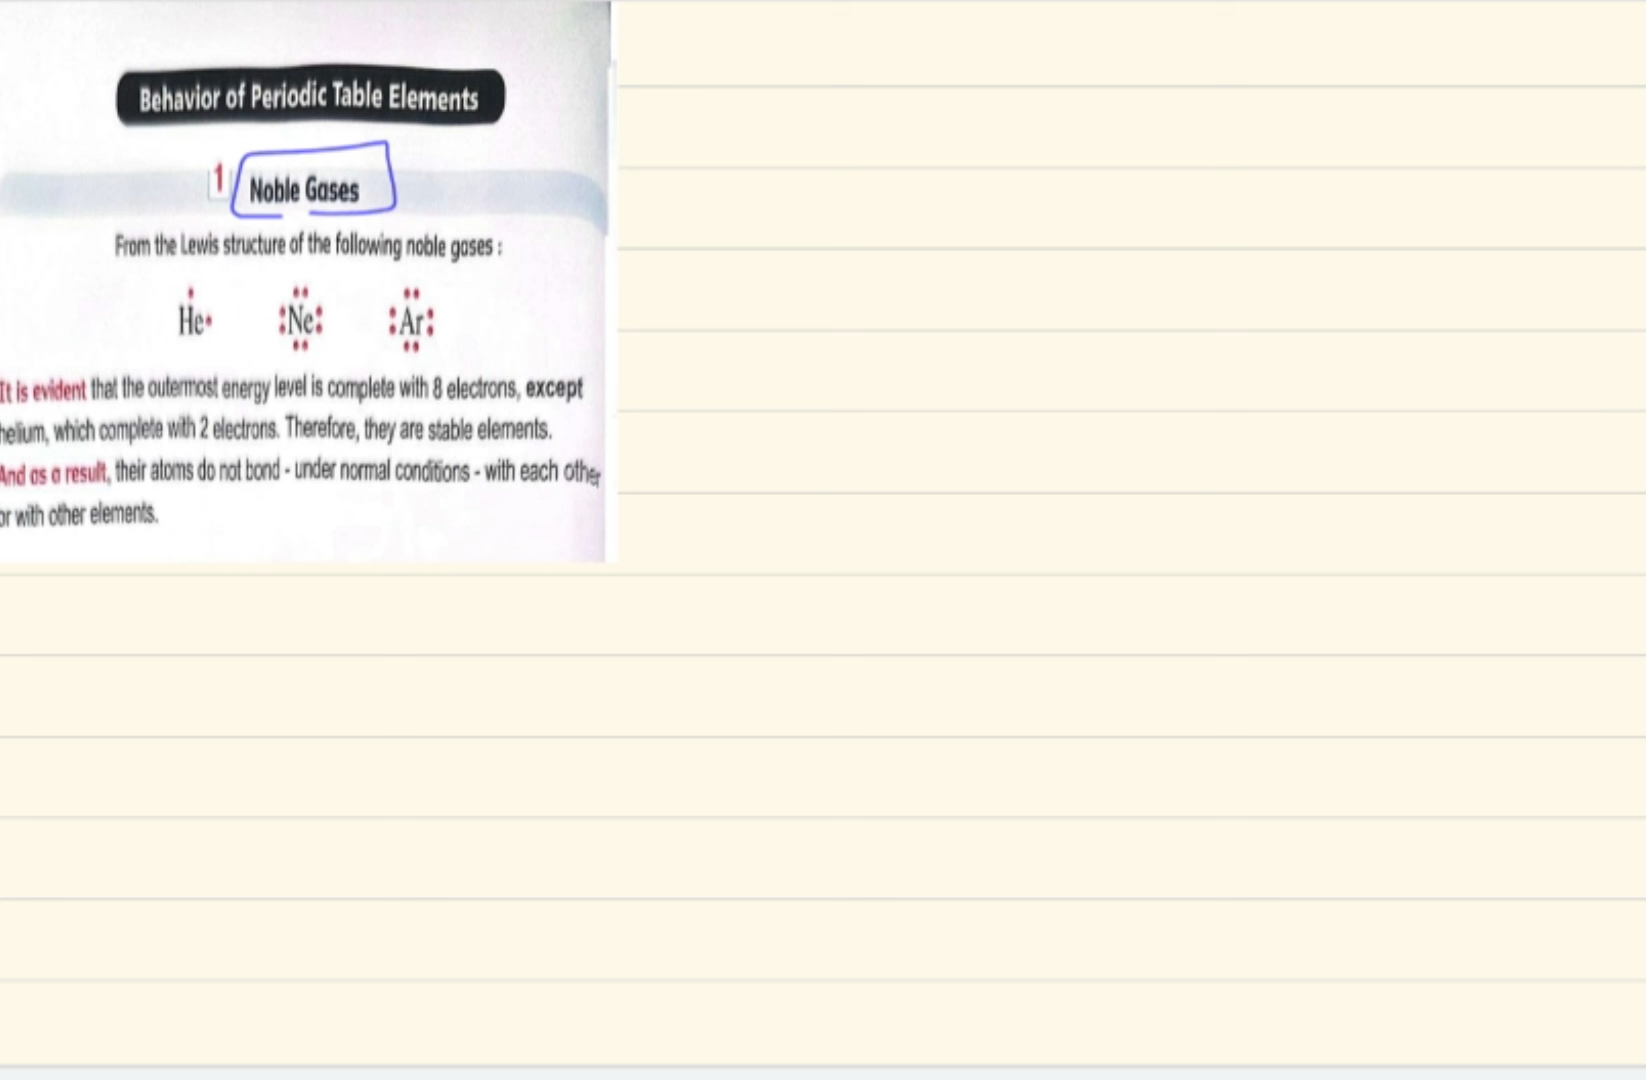 Behavior of Periodic Table Elements
1 Noble Gases
From the Lewis structure of the following noble gases :
He Ne Ar
It is evident that the outermost energy level is complete with 8 electrons, except
helium, which complete with 2 electrons. Therefore, they are stable elements.
And as a result, their atoms do not bond - under normal conditions - with each other
or with other elements.